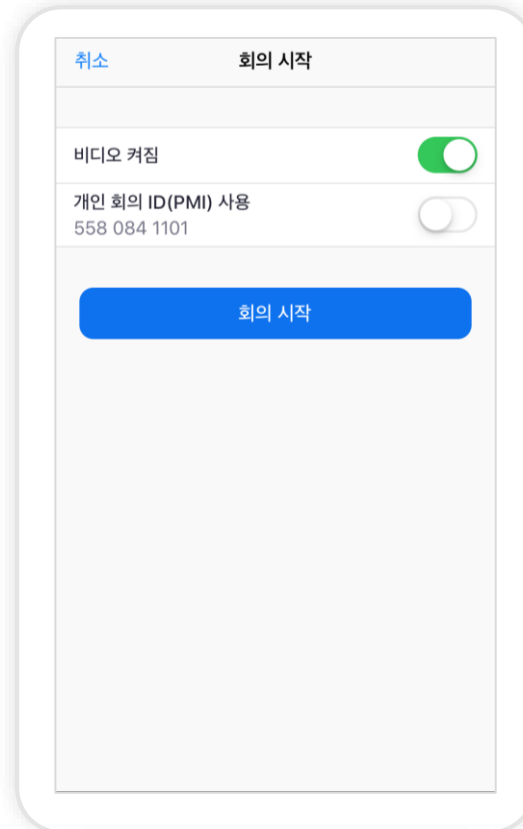 취소
회의 시작
비디오 켜짐
개인 회의 ID(PMI) 사용
558 084 1101
회의 시작